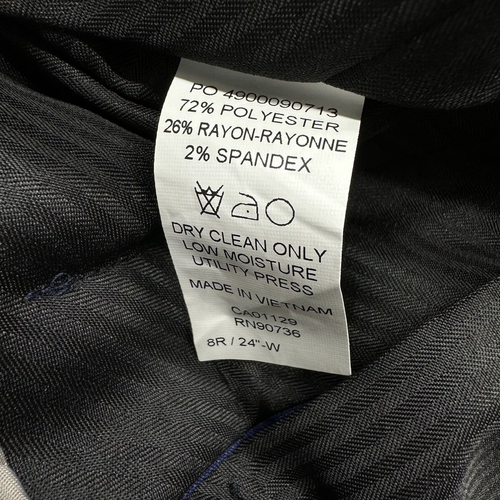 PO 4900090713
72% POLYESTER
26% RAYON-RAYONNE
2% SPANDEX
DRY CLEAN ONLY
LOW MOISTURE
UTILITY PRESS
MADE IN VIETNAM
CA01129
RN90736
8R / 24"-W